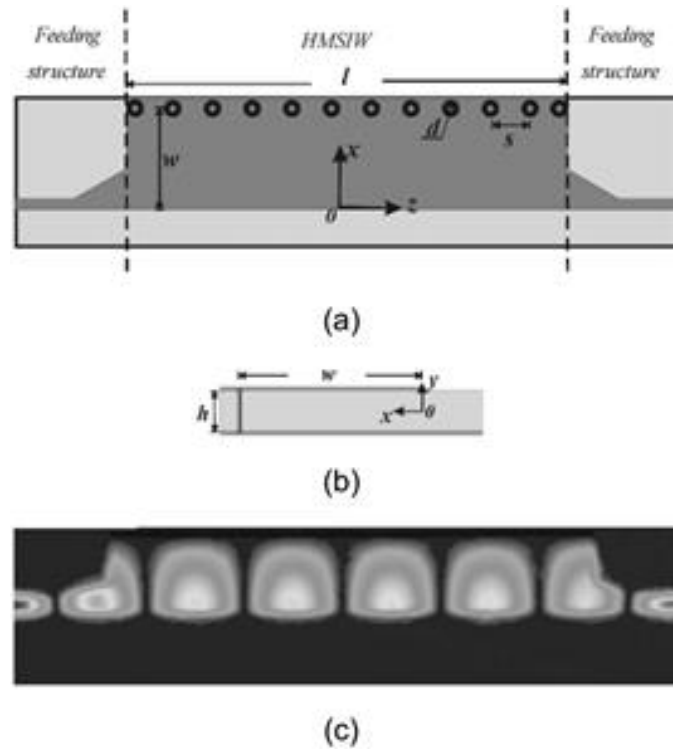 Feeding structure
HMSIW
Feeding structure
l
w
d
s
x
0
z
(a)
w
y
h
x
0
(b)
(c)